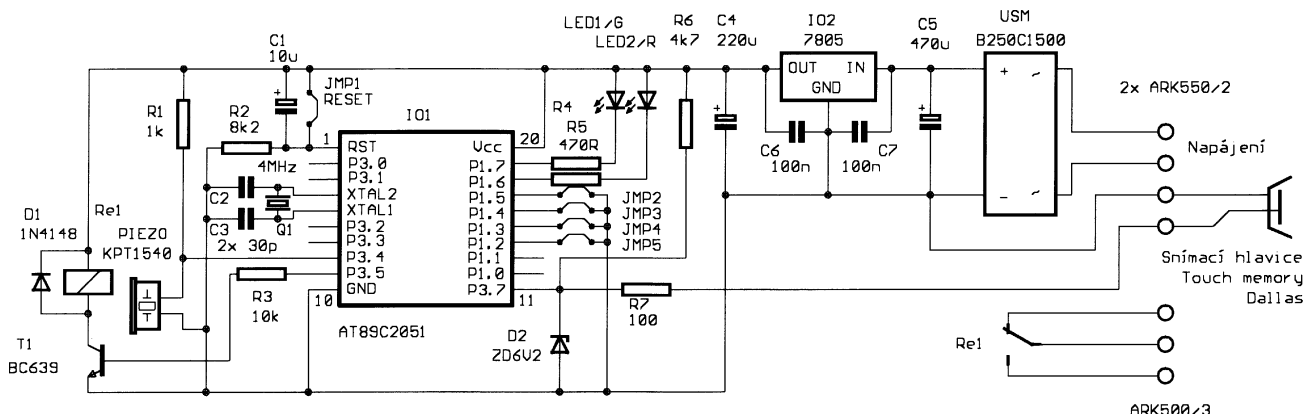 LED1/G
LED2/R
R6
4k7
C4
220u
IO2
7805
C5
470u
USM
B250C1500
C1
10u
JMP1
RESET
OUT IN
GND
+ ~
- ~
2x ARK550/2
R1
1k
R2
8k2
IO1
R4
R5
470R
C6
100n
C7
100n
Napájení
4MHz
1
20
RST
P3.0
P3.1
XTAL2
XTAL1
P3.2
P3.3
P3.4
P3.5
GND
Vcc
P1.7
P1.6
P1.5
P1.4
P1.3
P1.2
P1.1
P1.0
P3.7
10
11
C2
C3
2x 30p
Q1
JMP2
JMP3
JMP4
JMP5
D1
1N4148
Re1
PIEZO
KPT1540
R3
10k
AT89C2051
R7
100
D2
ZD6V2
Snímací hlavice
Touch memory
Dallas
T1
BC639
Re1
ARK500/3